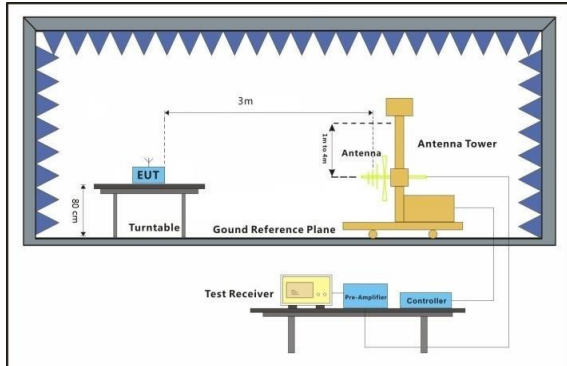 3m
1m to 4m
Antenna
Antenna Tower
EUT
80 cm
Turntable
Gound Reference Plane
Test Receiver
Pre-Amplifier
Controller